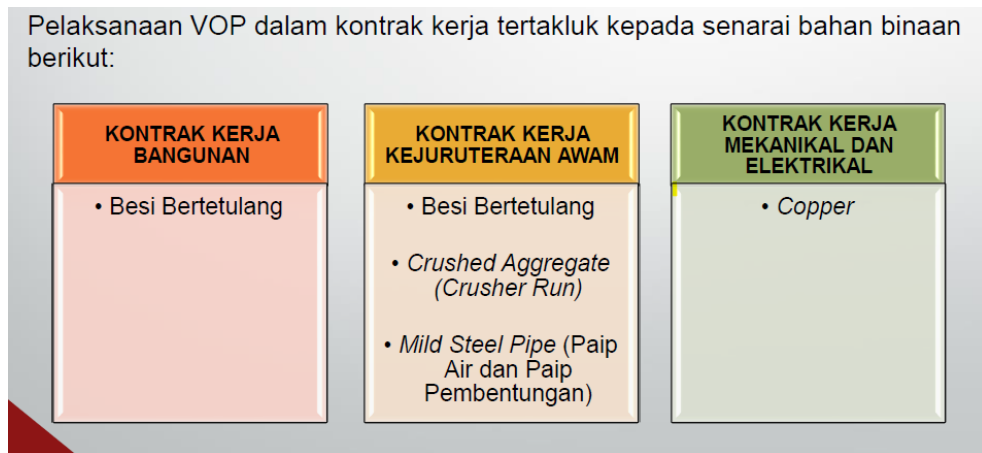 Pelaksanaan VOP dalam kontrak kerja tertakluk kepada senarai bahan binaan
berikut:
KONTRAK KERJA
BANGUNAN
• Besi Bertetulang
KONTRAK KERJA
KEJURUTERAAN AWAM
• Besi Bertetulang
• Crushed Aggregate
(Crusher Run)
• Mild Steel Pipe (Paip
Air dan Paip
Pembentungan)
KONTRAK KERJA
MEKANIKAL DAN
ELEKTRIKAL
• Copper